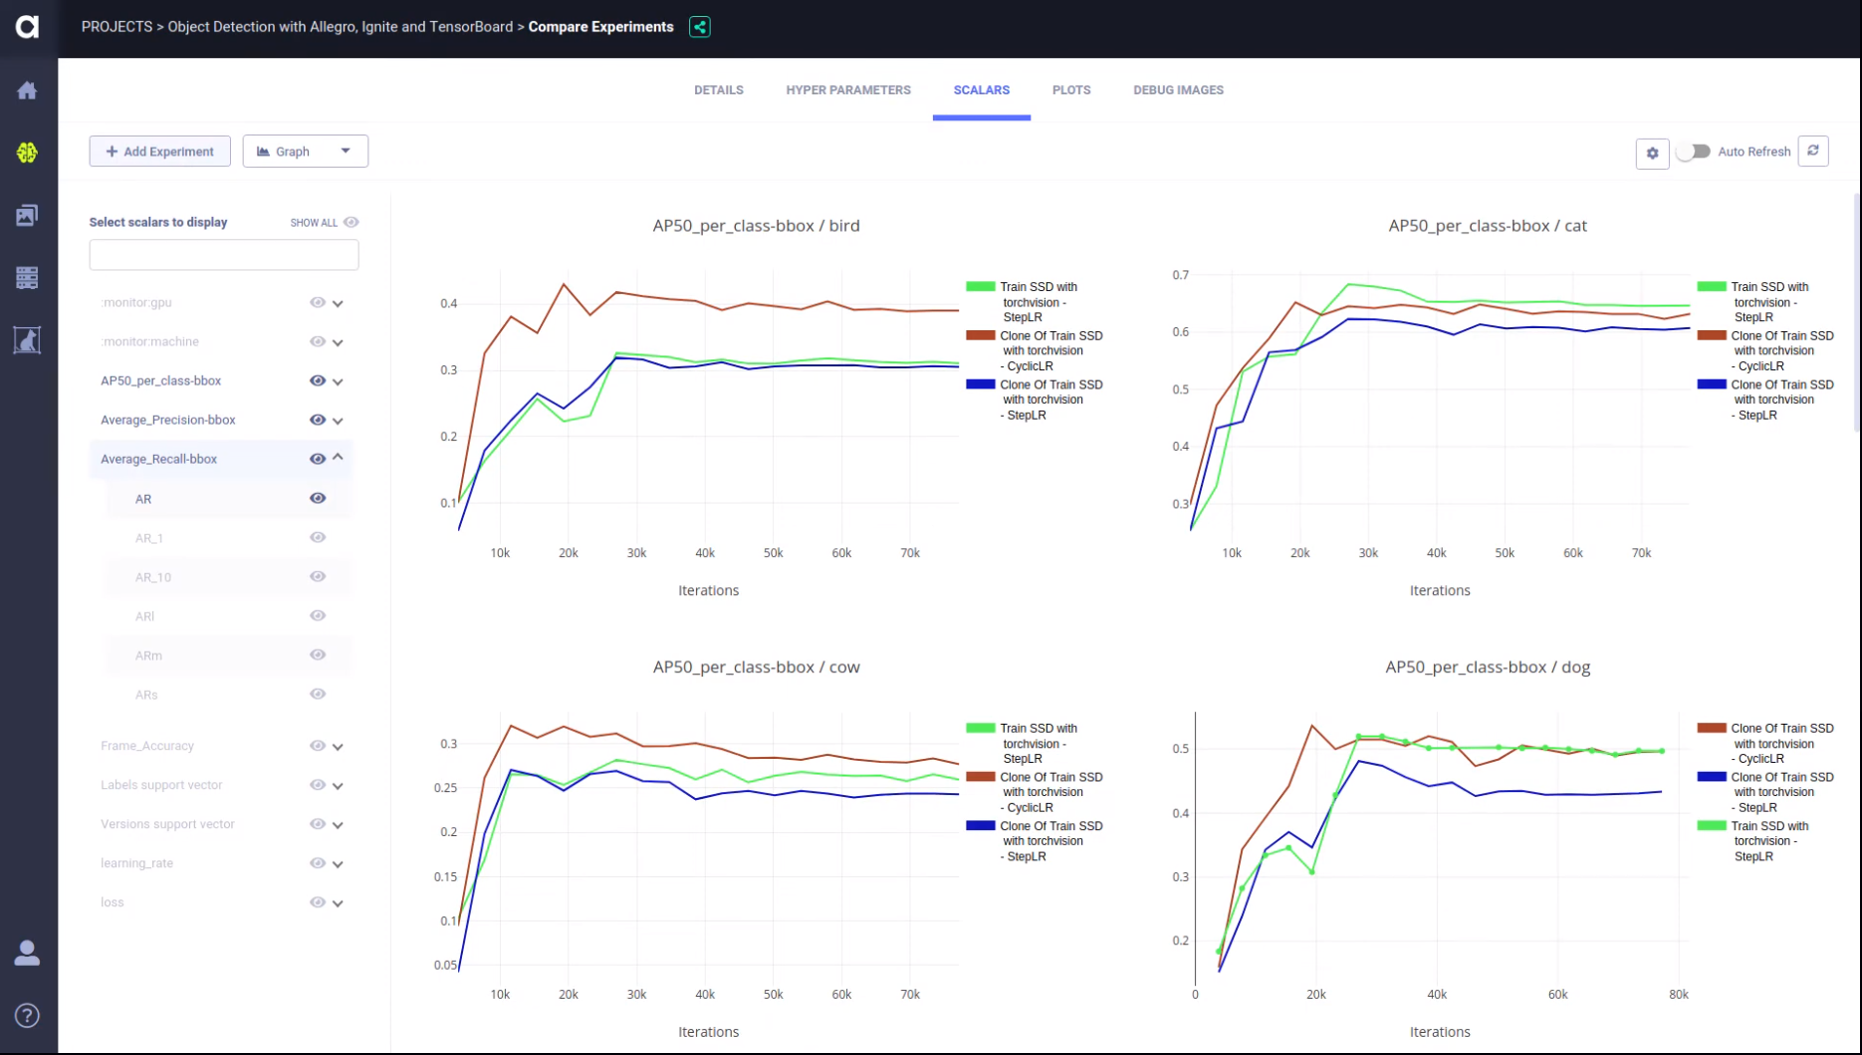 a
PROJECTS > Object Detection with Allegro, Ignite and TensorBoard > Compare Experiments
DETAILS
HYPER PARAMETERS
SCALARS
PLOTS
DEBUG IMAGES
+ Add Experiment
Graph
Auto Refresh
Select scalars to display
SHOW ALL
:monitor:gpu
:monitor:machine
AP50_per_class-bbox
Average_Precision-bbox
Average_Recall-bbox
AR
AR_1
AR_10
ARl
ARm
ARs
Frame_Accuracy
Labels support vector
Versions support vector
learning_rate
loss
?
AP50_per_class-bbox / bird
0.4
0.3
0.2
0.1
10k 20k 30k 40k 50k 60k 70k
Iterations
Train SSD with
torchvision -
StepLR
Clone Of Train SSD
with torchvision
- CyclicLR
Clone Of Train SSD
with torchvision
- StepLR
AP50_per_class-bbox / cat
0.7
0.6
0.5
0.4
0.3
10k 20k 30k 40k 50k 60k 70k
Iterations
Train SSD with
torchvision -
StepLR
Clone Of Train SSD
with torchvision
- CyclicLR
Clone Of Train SSD
with torchvision
- StepLR
AP50_per_class-bbox / cow
0.3
0.25
0.2
0.15
0.1
0.05
10k 20k 30k 40k 50k 60k 70k
Iterations
Train SSD with
torchvision -
StepLR
Clone Of Train SSD
with torchvision
- CyclicLR
Clone Of Train SSD
with torchvision
- StepLR
AP50_per_class-bbox / dog
0.5
0.4
0.3
0.2
0 20k 40k 60k 80k
Iterations
Clone Of Train SSD
with torchvision
- CyclicLR
Clone Of Train SSD
with torchvision
- StepLR
Train SSD with
torchvision -
StepLR